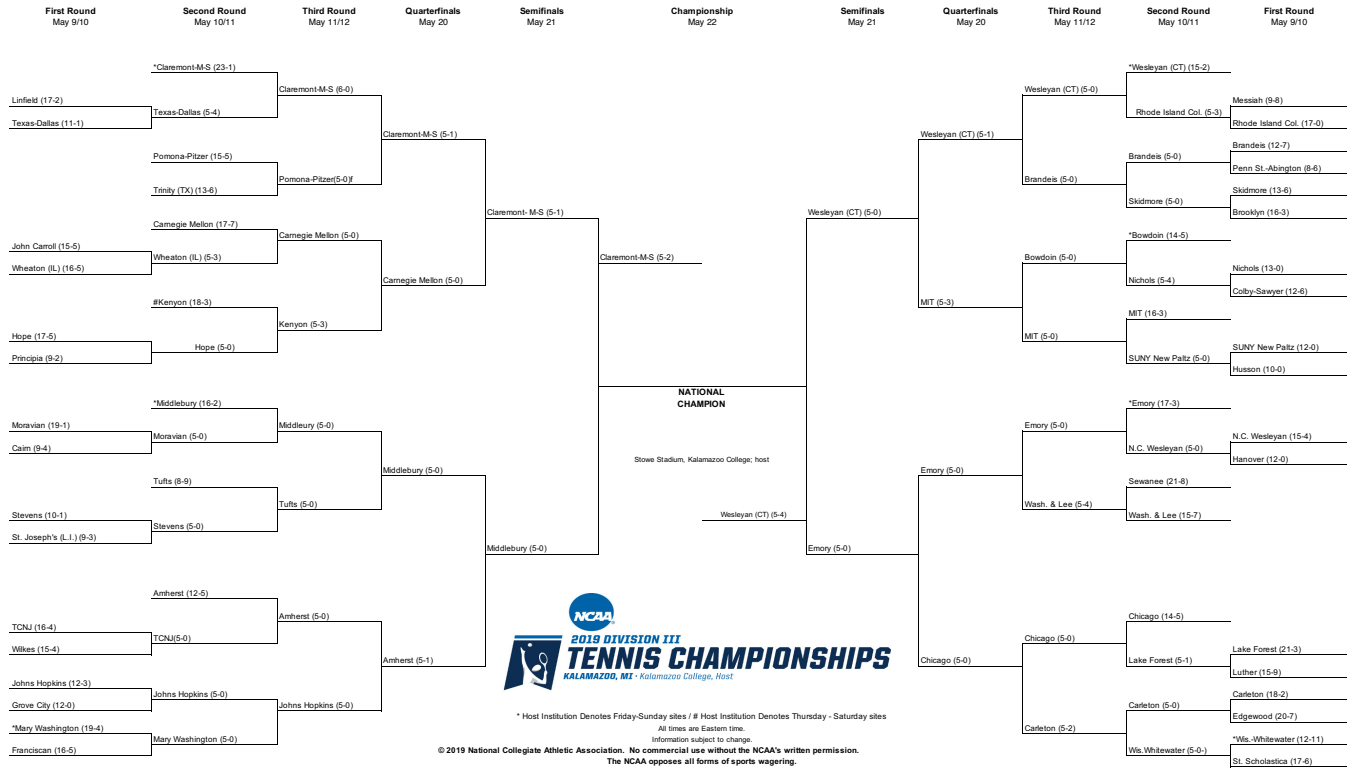 First Round
May 9/10
Second Round
May 10/11
Third Round
May 11/12
Quarterfinals
May 20
Semifinals
May 21
Championship
May 22
Semifinals
May 21
Quarterfinals
May 20
Third Round
May 11/12
Second Round
May 10/11
First Round
May 9/10
Linfield (17-2)
Texas-Dallas (11-1)
John Carroll (15-5)
Wheaton (IL) (16-5)
Hope (17-5)
Principia (9-2)
Moravian (19-1)
Cairn (9-4)
Stevens (10-1)
St. Joseph's (L.I.) (9-3)
TCNJ (16-4)
Wilkes (15-4)
Johns Hopkins (12-3)
Grove City (12-0)
*Mary Washington (19-4)
Franciscan (16-5)
*Claremont-M-S (23-1)
Texas-Dallas (5-4)
Pomona-Pitzer (15-5)
Trinity (TX) (13-6)
Carnegie Mellon (17-7)
Wheaton (IL) (5-3)
#Kenyon (18-3)
Hope (5-0)
*Middlebury (16-2)
Moravian (5-0)
Tufts (8-9)
Stevens (5-0)
Amherst (12-5)
TCNJ(5-0)
Johns Hopkins (5-0)
Mary Washington (5-0)
Claremont-M-S (6-0)
Pomona-Pitzer(5-0)f
Carnegie Mellon (5-0)
Kenyon (5-3)
Middleury (5-0)
Tufts (5-0)
Amherst (5-0)
Johns Hopkins (5-0)
Claremont-M-S (5-1)
Carnegie Mellon (5-0)
Middlebury (5-0)
Amherst (5-1)
Claremont- M-S (5-1)
Middlebury (5-0)
Claremont-M-S (5-2)
NATIONAL
CHAMPION
Stowe Stadium, Kalamazoo College; host
Wesleyan (CT) (5-4)
Wesleyan (CT) (5-0)
Emory (5-0)
Wesleyan (CT) (5-1)
MIT (5-3)
Emory (5-0)
Chicago (5-0)
Wesleyan (CT) (5-0)
Brandeis (5-0)
Bowdoin (5-0)
MIT (5-0)
Emory (5-0)
Wash. & Lee (5-4)
Chicago (5-0)
Carleton (5-2)
*Wesleyan (CT) (15-2)
Rhode Island Col. (5-3)
Brandeis (5-0)
Skidmore (5-0)
*Bowdoin (14-5)
Nichols (5-4)
MIT (16-3)
SUNY New Paltz (5-0)
*Emory (17-3)
N.C. Wesleyan (5-0)
Sewanee (21-8)
Wash. & Lee (15-7)
Chicago (14-5)
Lake Forest (5-1)
Carleton (5-0)
Wis.Whitewater (5-0-)
Messiah (9-8)
Rhode Island Col. (17-0)
Brandeis (12-7)
Penn St.-Abington (8-6)
Skidmore (13-6)
Brooklyn (16-3)
Nichols (13-0)
Colby-Sawyer (12-6)
SUNY New Paltz (12-0)
Husson (10-0)
N.C. Wesleyan (15-4)
Hanover (12-0)
Lake Forest (21-3)
Luther (15-9)
Carleton (18-2)
Edgewood (20-7)
*Wis.-Whitewater (12-11)
St. Scholastica (17-6)
NCAA
2019 DIVISION III
TENNIS CHAMPIONSHIPS
KALAMAZOO, MI · Kalamazoo College, Host
* Host Institution Denotes Friday-Sunday sites / # Host Institution Denotes Thursday - Saturday sites
All times are Eastern time.
Information subject to change.
© 2019 National Collegiate Athletic Association. No commercial use without the NCAA's written permission.
The NCAA opposes all forms of sports wagering.